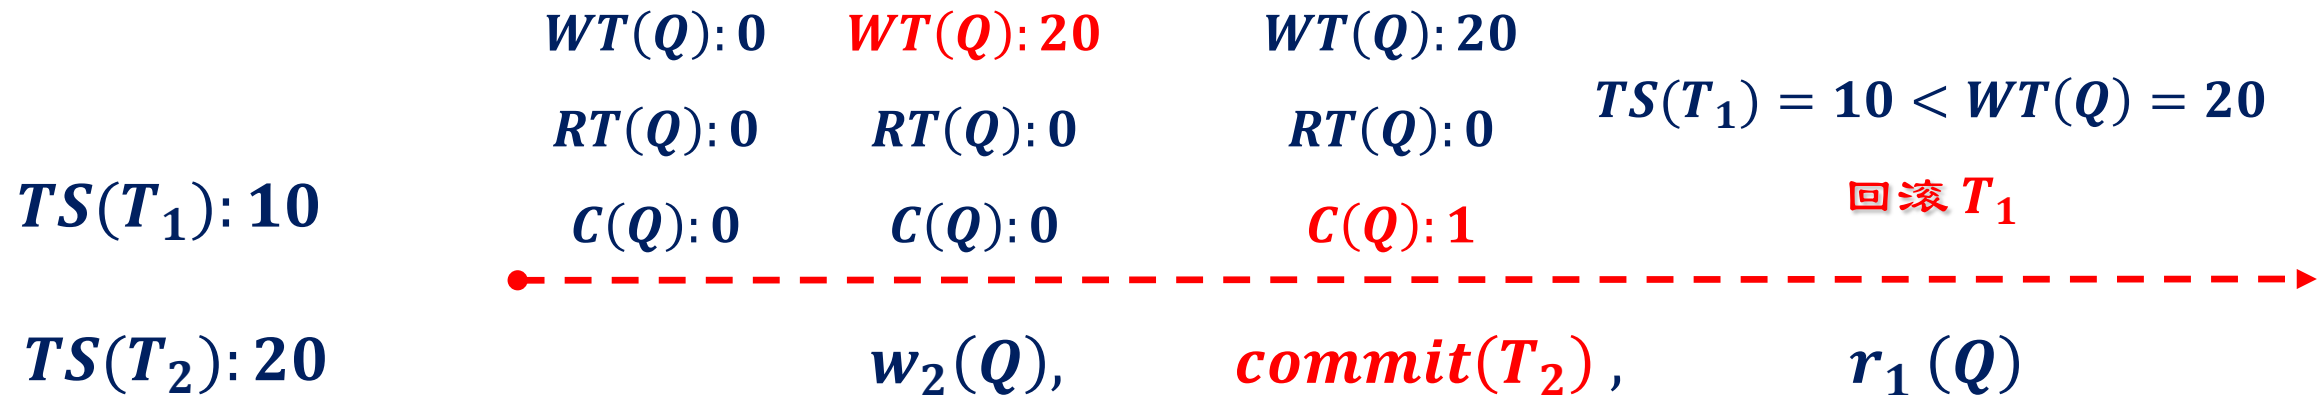 WT(Q): 0 WT(Q): 20 WT(Q): 20
TS(T₁) = 10 < WT(Q) = 20
RT(Q): 0 RT(Q): 0 RT(Q): 0
TS(T₁): 10
C(Q): 0 C(Q): 0 C(Q): 1
回滚 T₁
TS(T₂): 20
w₂(Q), commit(T₂) , r₁ (Q)